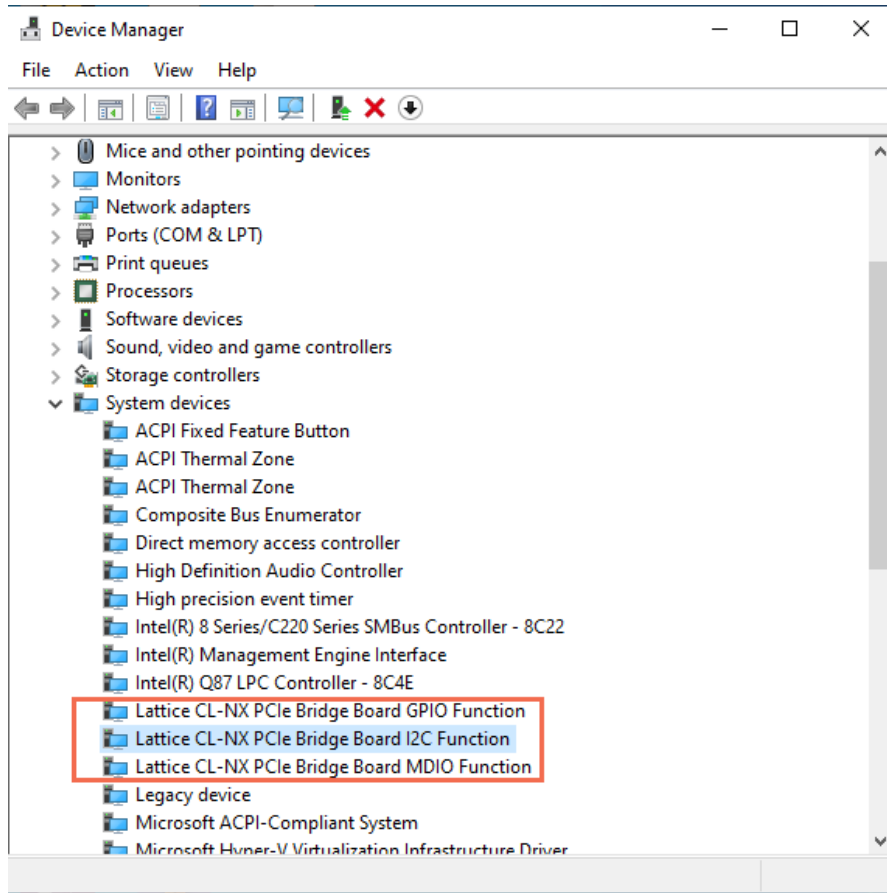 Device Manager
File Action View Help
Mice and other pointing devices
Monitors
Network adapters
Ports (COM & LPT)
Print queues
Processors
Software devices
Sound, video and game controllers
Storage controllers
System devices
ACPI Fixed Feature Button
ACPI Thermal Zone
ACPI Thermal Zone
Composite Bus Enumerator
Direct memory access controller
High Definition Audio Controller
High precision event timer
Intel(R) 8 Series/C220 Series SMBus Controller - 8C22
Intel(R) Management Engine Interface
Intel(R) Q87 LPC Controller - 8C4E
Lattice CL-NX PCIe Bridge Board GPIO Function
Lattice CL-NX PCIe Bridge Board I2C Function
Lattice CL-NX PCIe Bridge Board MDIO Function
Legacy device
Microsoft ACPI-Compliant System
Microsoft Hyper-V Virtualization Infrastructure Driver